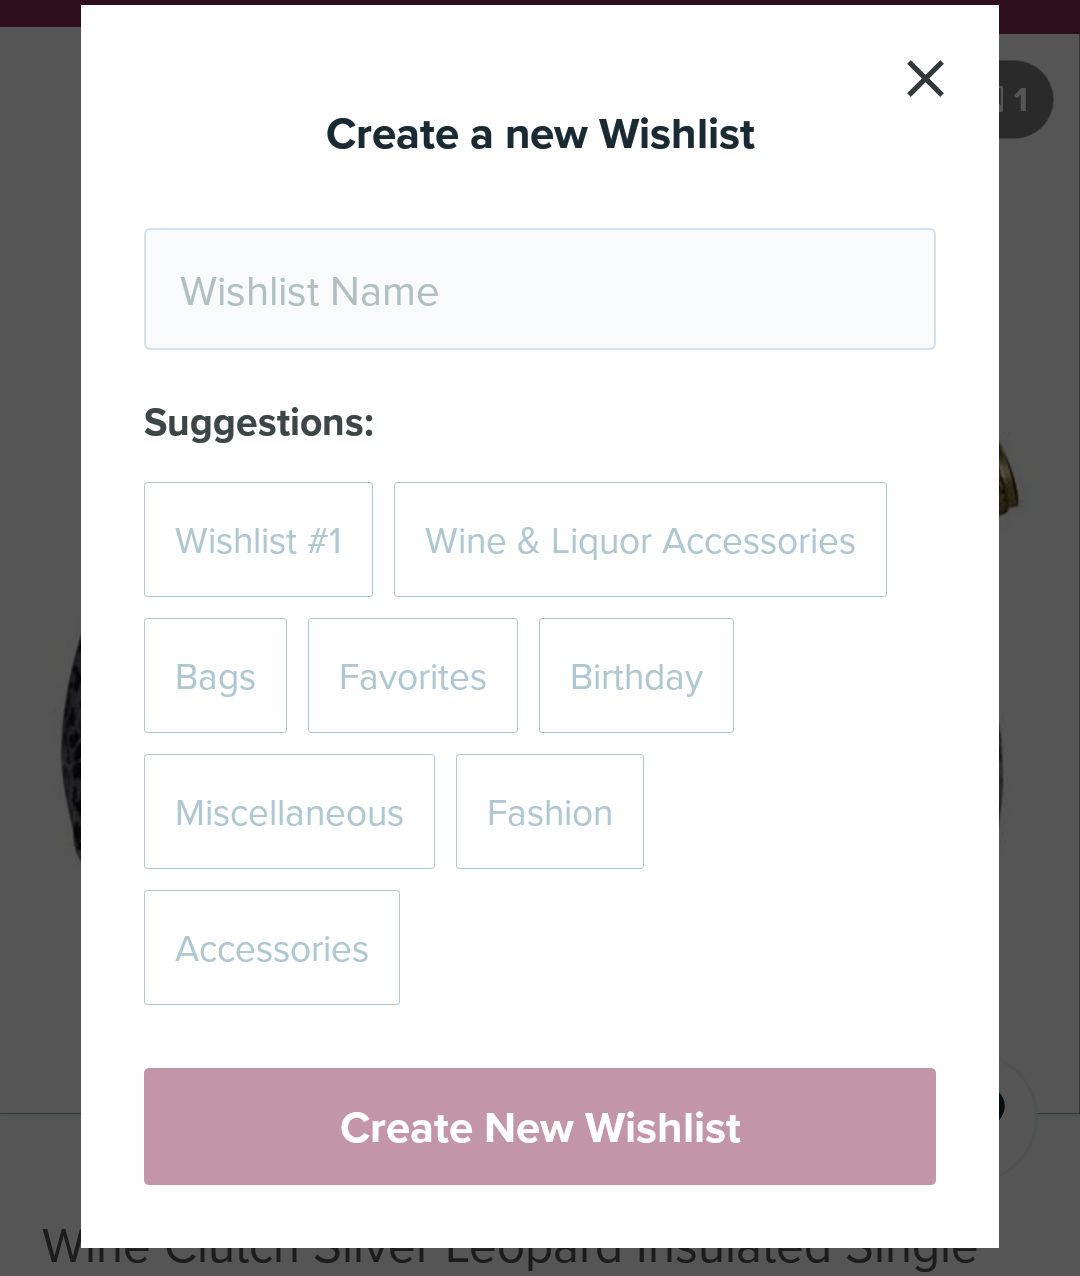 1
Create a new Wishlist
Wishlist Name
Suggestions:
Wishlist #1 Wine & Liquor Accessories
Bags Favorites Birthday
Miscellaneous Fashion
Accessories
Create New Wishlist
Wine Clutch Silver Leopard Insulated Single